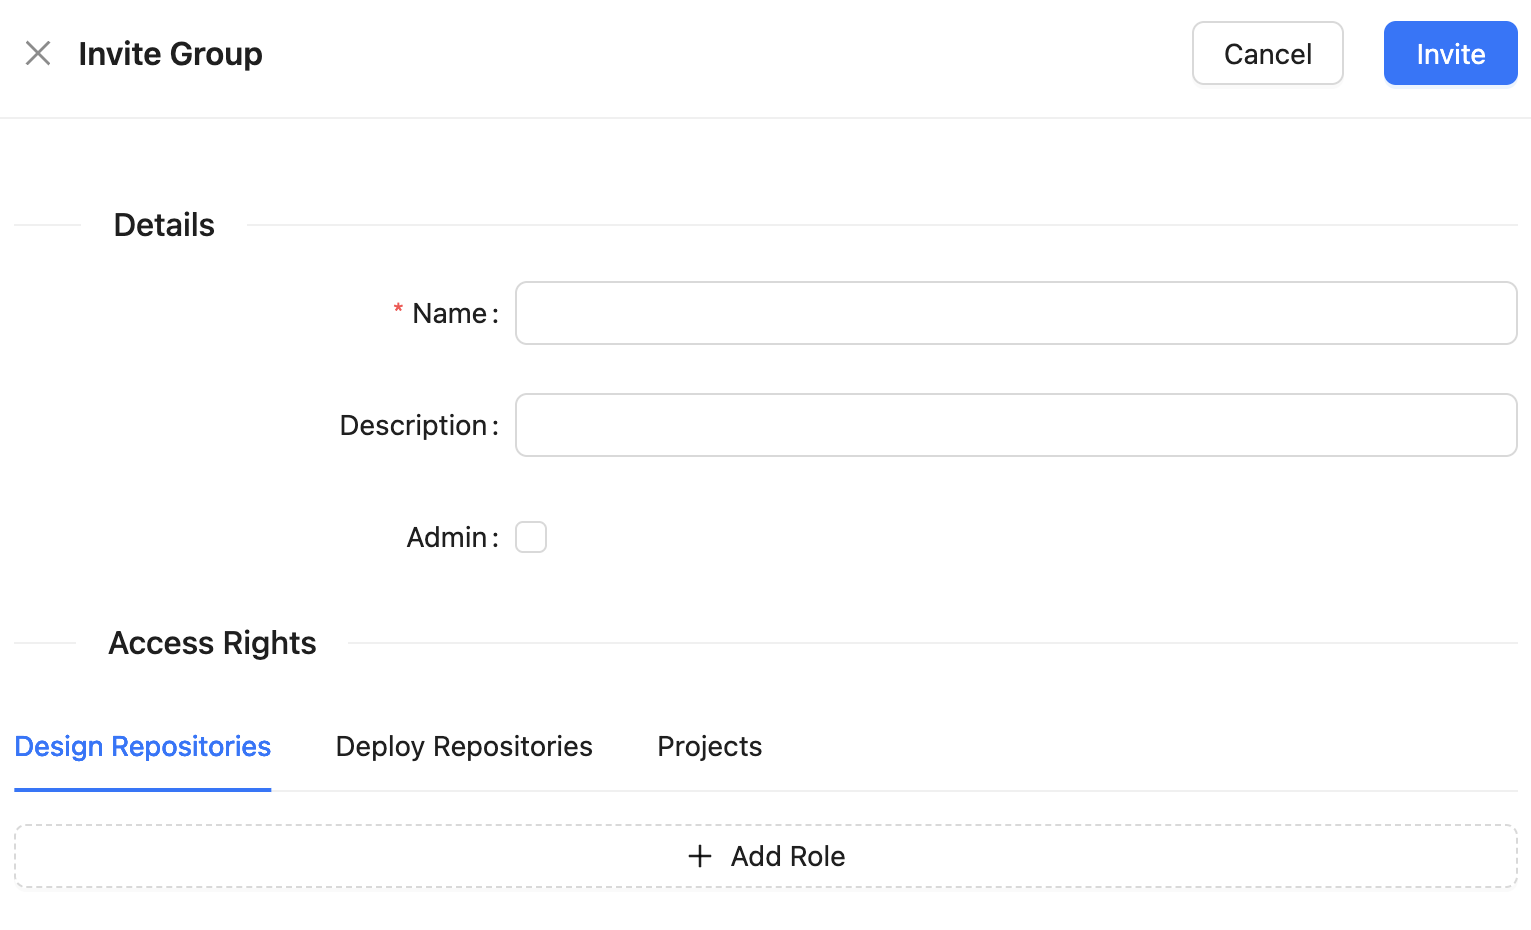 Invite Group
Cancel
Invite
Details
* Name:
Description:
Admin:
Access Rights
Design Repositories
Deploy Repositories
Projects
+ Add Role